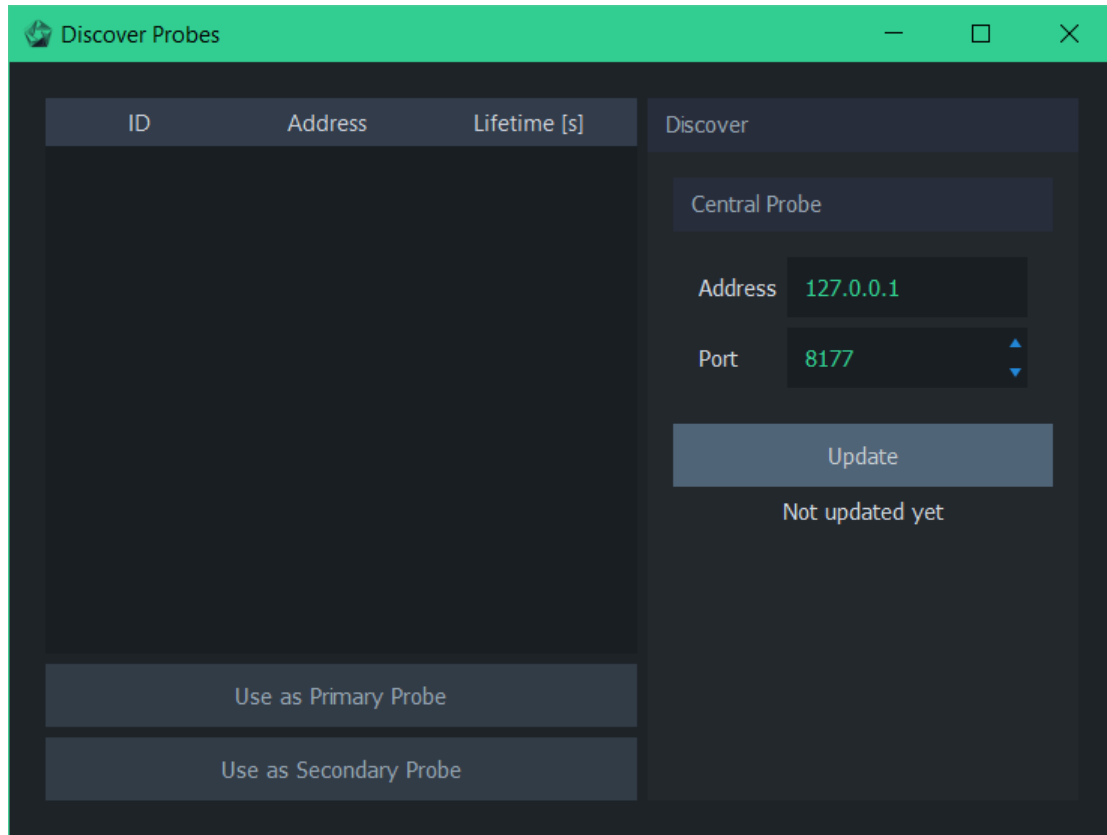 Discover Probes
ID Address Lifetime [s]
Discover
Central Probe
Address 127.0.0.1
Port 8177
Update
Not updated yet
Use as Primary Probe
Use as Secondary Probe